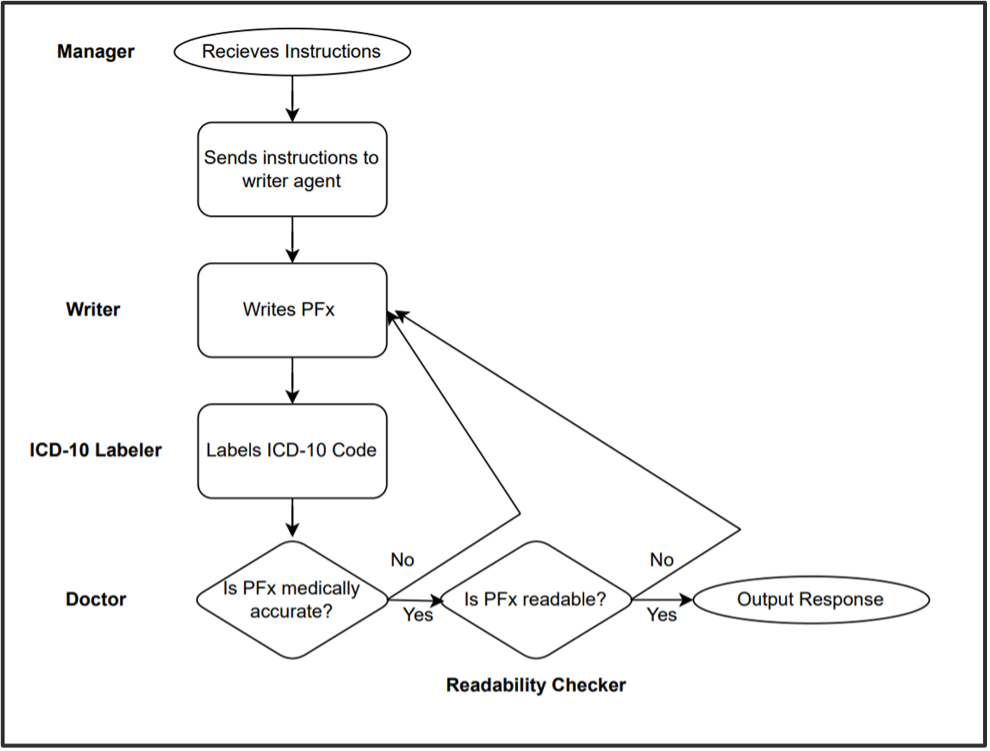 Manager
Recieves Instructions
Sends instructions to
writer agent
Writer
Writes PFx
ICD-10 Labeler
Labels ICD-10 Code
Doctor
Is PFx medically
accurate?
No
Yes
Is PFx readable?
No
Yes
Output Response
Readability Checker